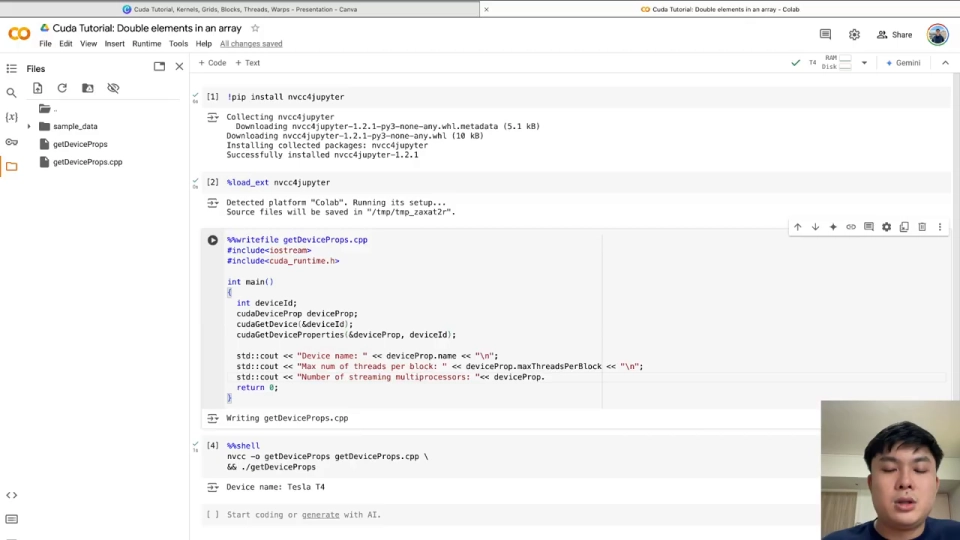 Cuda Tutorial, Kernels, Grids, Blocks, Threads, Warps - Presentation - Canva
Cuda Tutorial: Double elements in an array - Colab
Cuda Tutorial: Double elements in an array
File Edit View Insert Runtime Tools Help All changes saved
Share
Files
+ Code + Text
T4 RAM
Disk
Gemini
..
sample_data
getDeviceProps
getDeviceProps.cpp
[1] !pip install nvcc4jupyter
Collecting nvcc4jupyter
Downloading nvcc4jupyter-1.2.1-py3-none-any.whl.metadata (5.1 kB)
Downloading nvcc4jupyter-1.2.1-py3-none-any.whl (10 kB)
Installing collected packages: nvcc4jupyter
Successfully installed nvcc4jupyter-1.2.1
[2] %load_ext nvcc4jupyter
Detected platform "Colab". Running its setup...
Source files will be saved in "/tmp/tmp_zaxat2r".
%%writefile getDeviceProps.cpp
#include<iostream>
#include<cuda_runtime.h>
int main()
{
int deviceId;
cudaDeviceProp deviceProp;
cudaGetDevice(&deviceId);
cudaGetDeviceProperties(&deviceProp, deviceId);
std::cout << "Device name: " << deviceProp.name << "\n";
std::cout << "Max num of threads per block: " << deviceProp.maxThreadsPerBlock << "\n";
std::cout << "Number of streaming multiprocessors: "<< deviceProp.
return 0;
}
Writing getDeviceProps.cpp
[4] %%shell
nvcc -o getDeviceProps getDeviceProps.cpp \
&& ./getDeviceProps
Device name: Tesla T4
[ ] Start coding or generate with AI.